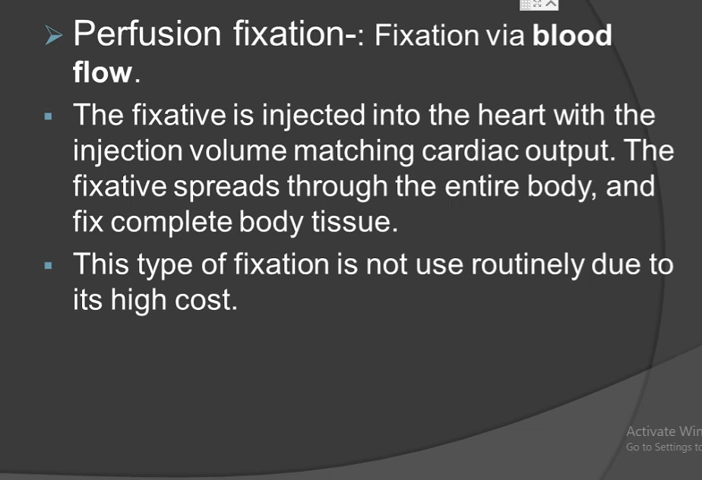 Perfusion fixation-: Fixation via blood
flow.
The fixative is injected into the heart with the
injection volume matching cardiac output. The
fixative spreads through the entire body, and
fix complete body tissue.
This type of fixation is not use routinely due to
its high cost.
Activate Win
Go to Settings to